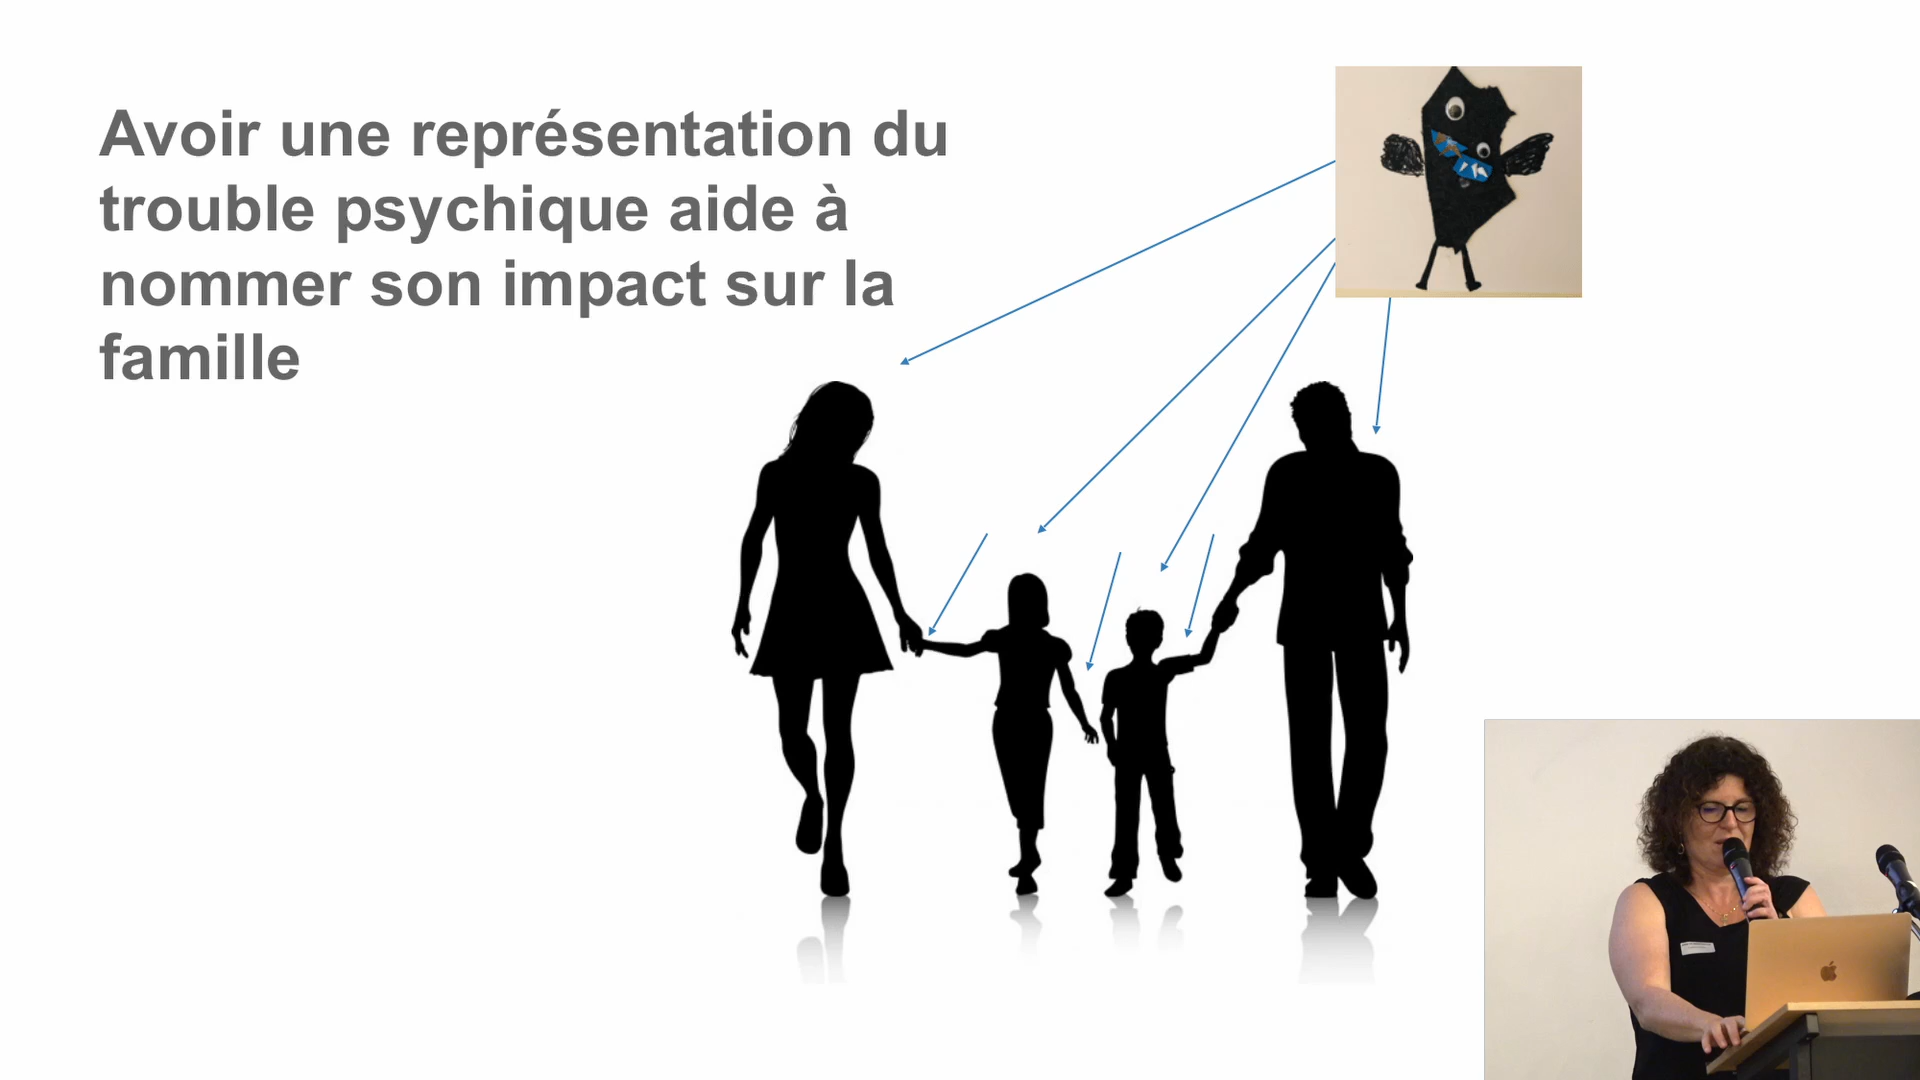 Avoir une représentation du
trouble psychique aide à
nommer son impact sur la
famille